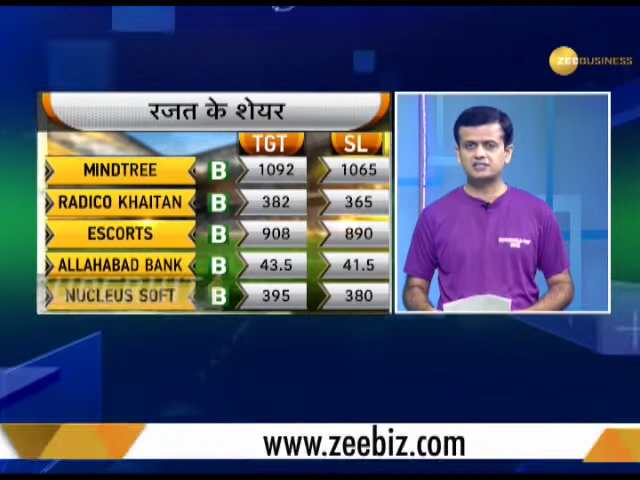 ZEEBUSINESS
रजत के शेयर
TGT SL
MINDTREE B 1092 1065
RADICO KHAITAN B 382 365
ESCORTS B 908 890
ALLAHABAD BANK B 43.5 41.5
NUCLEUS SOFT B 395 380
www.zeebiz.com